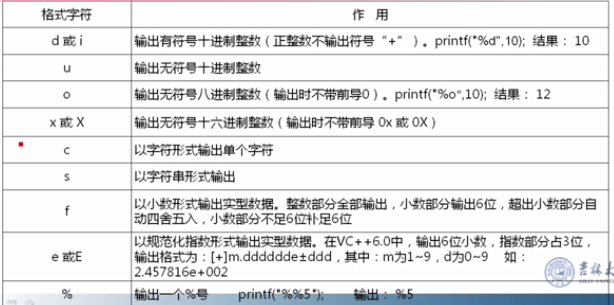 格式字符 作 用
d 或 i 输出有符号十进制整数（正整数不输出符号“+”）。printf("%d",10); 结果： 10
u 输出无符号十进制整数
o 输出无符号八进制整数（输出时不带前导0）。printf("%o",10); 结果： 12
x 或 X 输出无符号十六进制整数（输出时不带前导 0x 或 0X）
c 以字符形式输出单个字符
s 以字符串形式输出
f 以小数形式输出实型数据。整数部分全部输出，小数部分输出6位，超出小数部分自
动四舍五入，小数部分不足6位补足6位
e 或E 以规范化指数形式输出实型数据。在VC++6.0中，输出6位小数，指数部分占3位，
输出格式为：[+]m.dddddde±ddd，其中：m为1~9，d为0~9 如：
2.457816e+002
% 输出一个%号 printf("%%5"); 输出： %5
吉林大